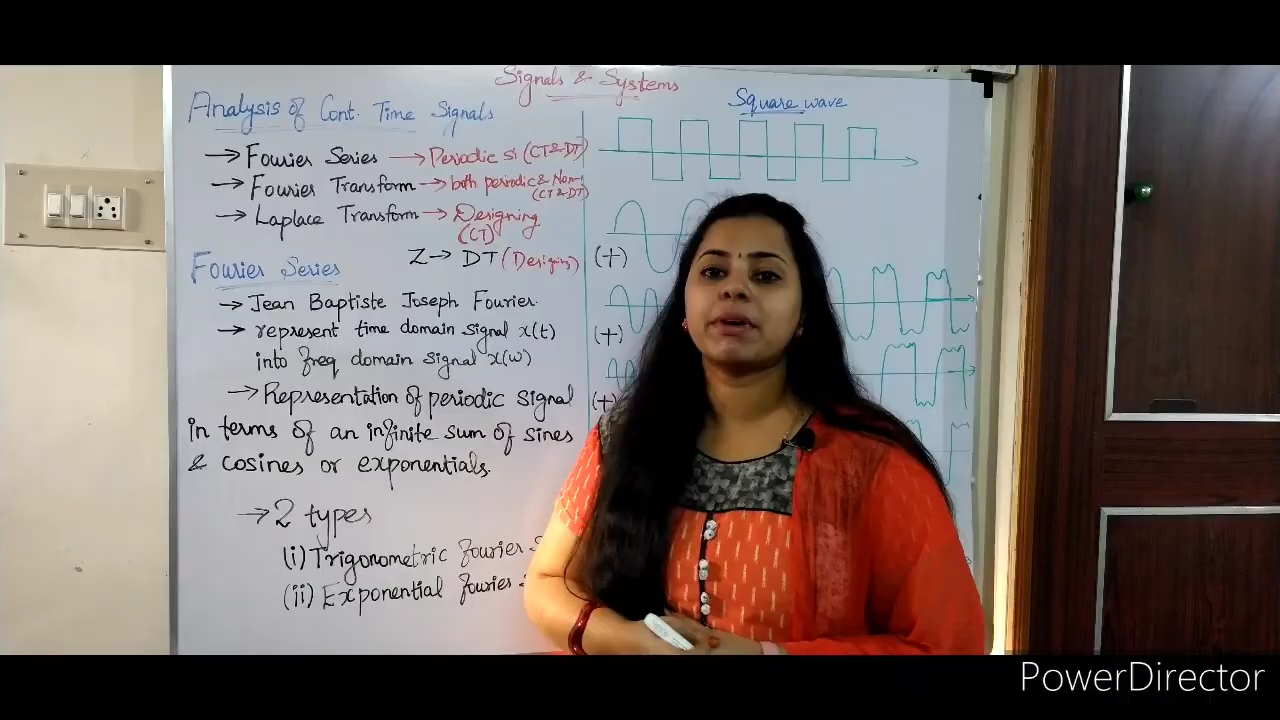 Signals & Systems
Analysis of Cont. Time Signals
→ Fourier Series → Periodic si (CT & DT)
→ Fourier Transform → both periodic & Non-
(CT & DT)
→ Laplace Transform → Designing
(CT)
Z → DT (Designing)
Fourier Series
→ Jean Baptiste Joseph Fourier.
→ represent time domain signal x(t)
into freq domain signal x(w)
→ Representation of periodic signal
in terms of an infinite sum of sines
& cosines or exponentials.
→ 2 types
(i) Trigonometric fourier
(ii) Exponential fourier
Square wave
(+)
(+)
(+)
PowerDirector